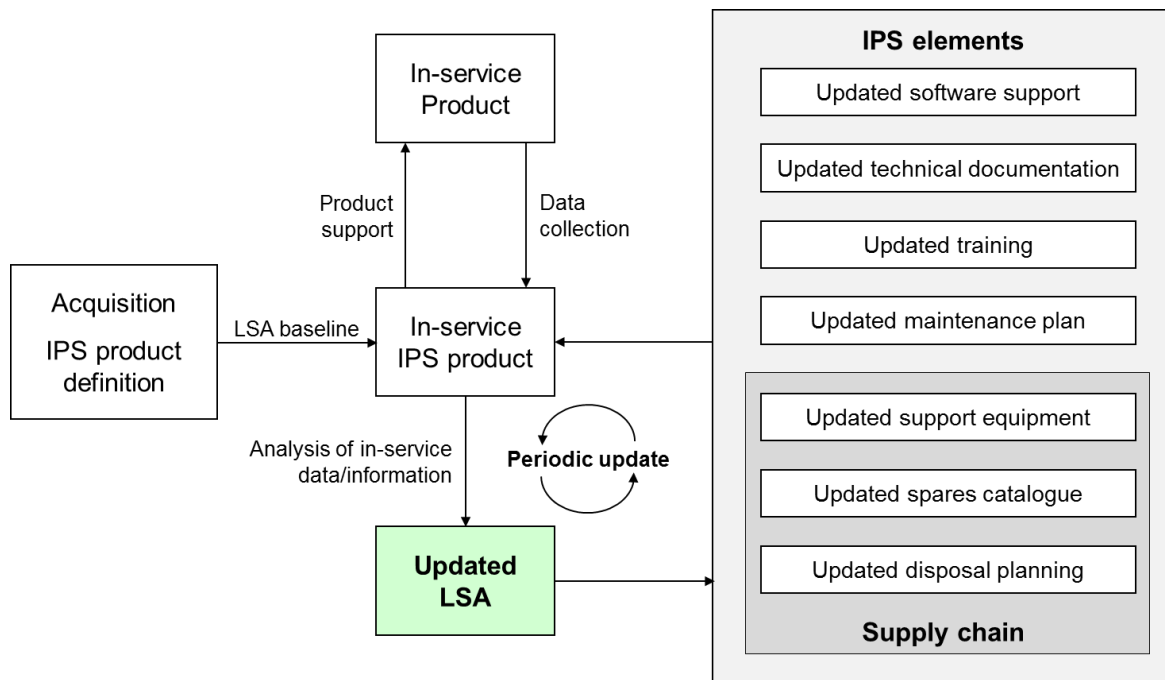 In-service
Product
Product
support
Data
collection
Acquisition
IPS product
definition
LSA baseline
In-service
IPS product
Analysis of in-service
data/information
Periodic update
Updated
LSA
IPS elements
Updated software support
Updated technical documentation
Updated training
Updated maintenance plan
Updated support equipment
Updated spares catalogue
Updated disposal planning
Supply chain